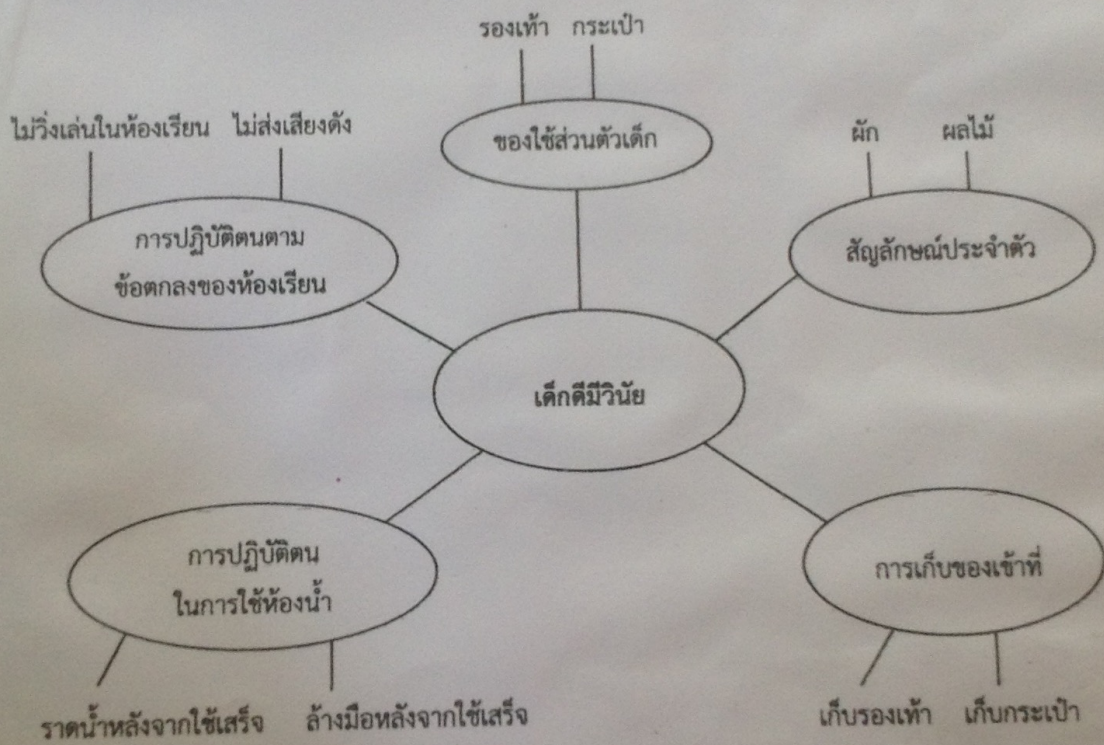 รองเท้า กระเป๋า
ของใช้ส่วนตัวเด็ก
ไม่วิ่งเล่นในห้องเรียน ไม่ส่งเสียงดัง
การปฏิบัติตนตาม
ข้อตกลงของห้องเรียน
ผัก ผลไม้
สัญลักษณ์ประจำตัว
เด็กดีมีวินัย
การปฏิบัติตน
ในการใช้ห้องน้ำ
ราดน้ำหลังจากใช้เสร็จ ล้างมือหลังจากใช้เสร็จ
การเก็บของเข้าที่
เก็บรองเท้า เก็บกระเป๋า